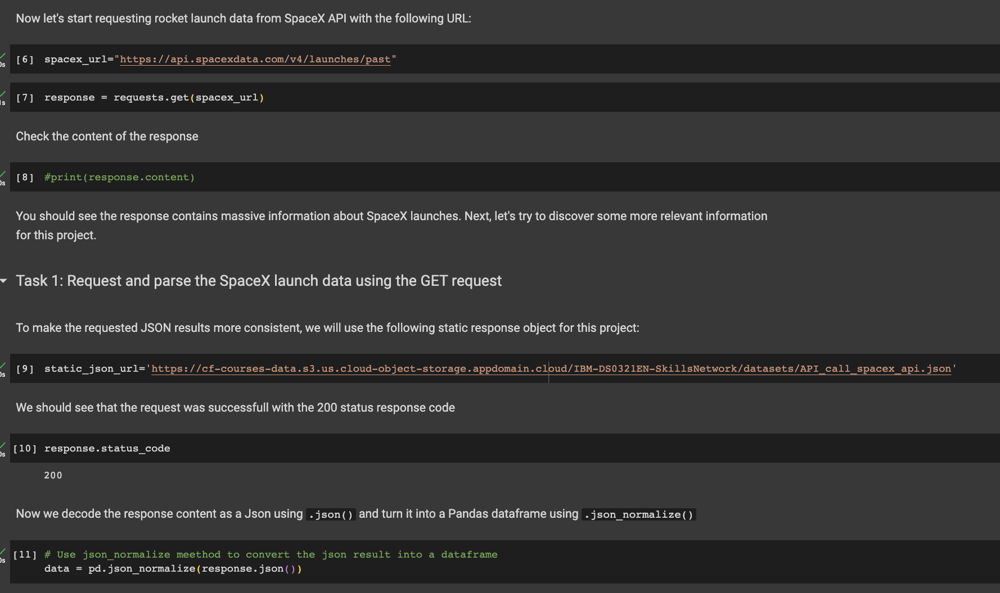 Now let's start requesting rocket launch data from SpaceX API with the following URL:
[6] spacex_url="https://api.spacexdata.com/v4/launches/past"
[7] response = requests.get(spacex_url)
Check the content of the response
[8] #print(response.content)
You should see the response contains massive information about SpaceX launches. Next, let's try to discover some more relevant information
for this project.
Task 1: Request and parse the SpaceX launch data using the GET request
To make the requested JSON results more consistent, we will use the following static response object for this project:
[9] static_json_url='https://cf-courses-data.s3.us.cloud-object-storage.appdomain.cloud/IBM-DS0321EN-SkillsNetwork/datasets/API_call_spacex_api.json'
We should see that the request was successfull with the 200 status response code
[10] response.status_code
200
Now we decode the response content as a Json using .json() and turn it into a Pandas dataframe using .json_normalize()
[11] # Use json_normalize meethod to convert the json result into a dataframe
data = pd.json_normalize(response.json())